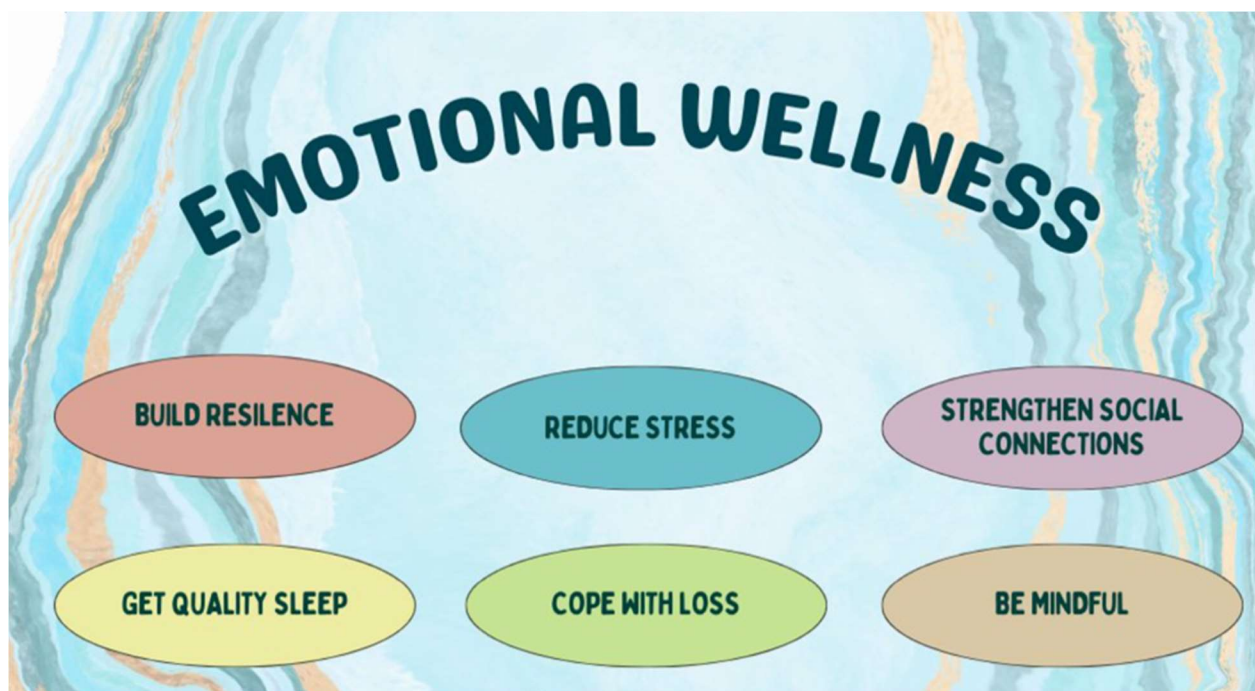 EMOTIONAL WELLNESS
BUILD RESILENCE
REDUCE STRESS
STRENGTHEN SOCIAL
CONNECTIONS
GET QUALITY SLEEP
COPE WITH LOSS
BE MINDFUL